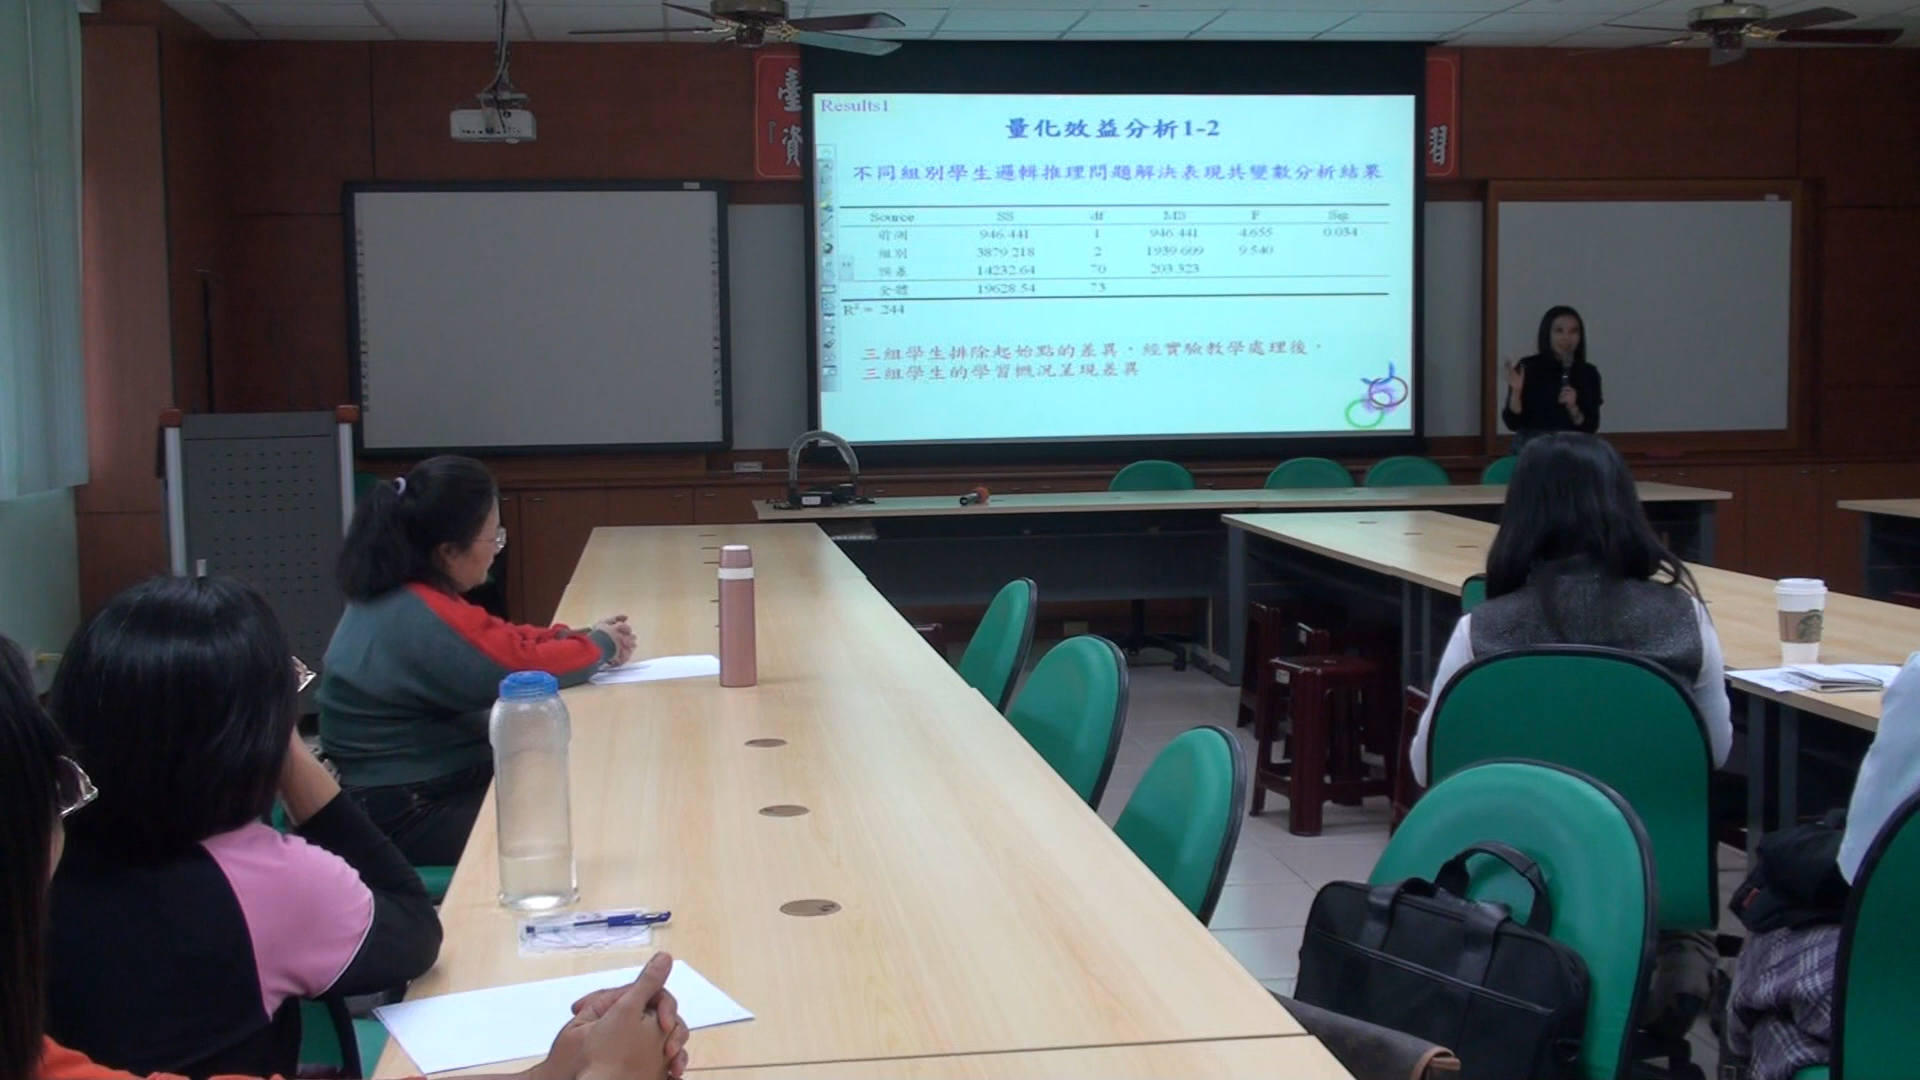 臺
『資
習
Results1
量化效益分析1-2
不同組別學生邏輯推理問題解決表現共變數分析結果
Source SS df MS F Sig
前測 946.441 1 946.441 4.655 0.034
組別 3879.218 2 1939.609 9.540
誤差 14232.64 70 203.323
全體 19628.54 73
R² = .244
三組學生排除起始點的差異，經實驗教學處理後，
三組學生的學習概況呈現差異